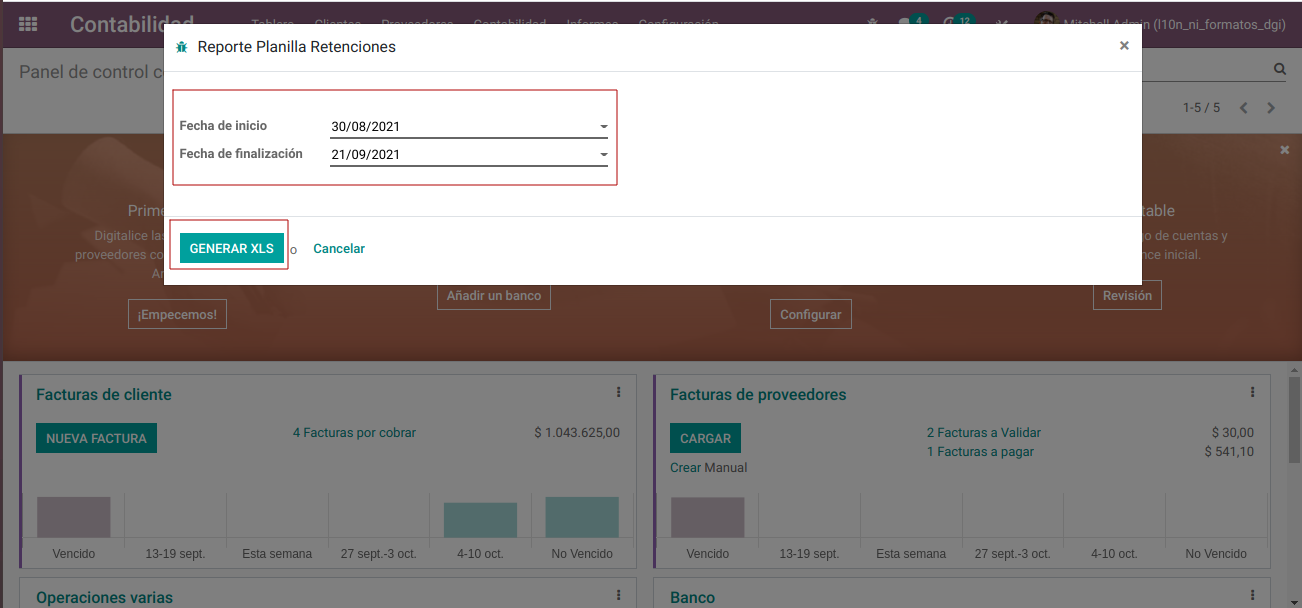 Contabilidad Tablero Clientes Proveedores Contabilidad Informes Configuración 4 12 Mitchell Admin (l10n_ni_formatos_dgi)
Reporte Planilla Retenciones ×
Panel de control c
1-5 / 5
Fecha de inicio 30/08/2021
Fecha de finalización 21/09/2021
GENERAR XLS o Cancelar
Prime
Digitalice las
proveedores co
table
go de cuentas y
nce inicial.
¡Empecemos!
Añadir un banco
Configurar
Revisión
Facturas de cliente
NUEVA FACTURA
4 Facturas por cobrar $ 1.043.625,00
Vencido 13-19 sept. Esta semana 27 sept.-3 oct. 4-10 oct. No Vencido
Facturas de proveedores
CARGAR
Crear Manual
2 Facturas a Validar $ 30,00
1 Facturas a pagar $ 541,10
Vencido 13-19 sept. Esta semana 27 sept.-3 oct. 4-10 oct. No Vencido
Operaciones varias
Banco